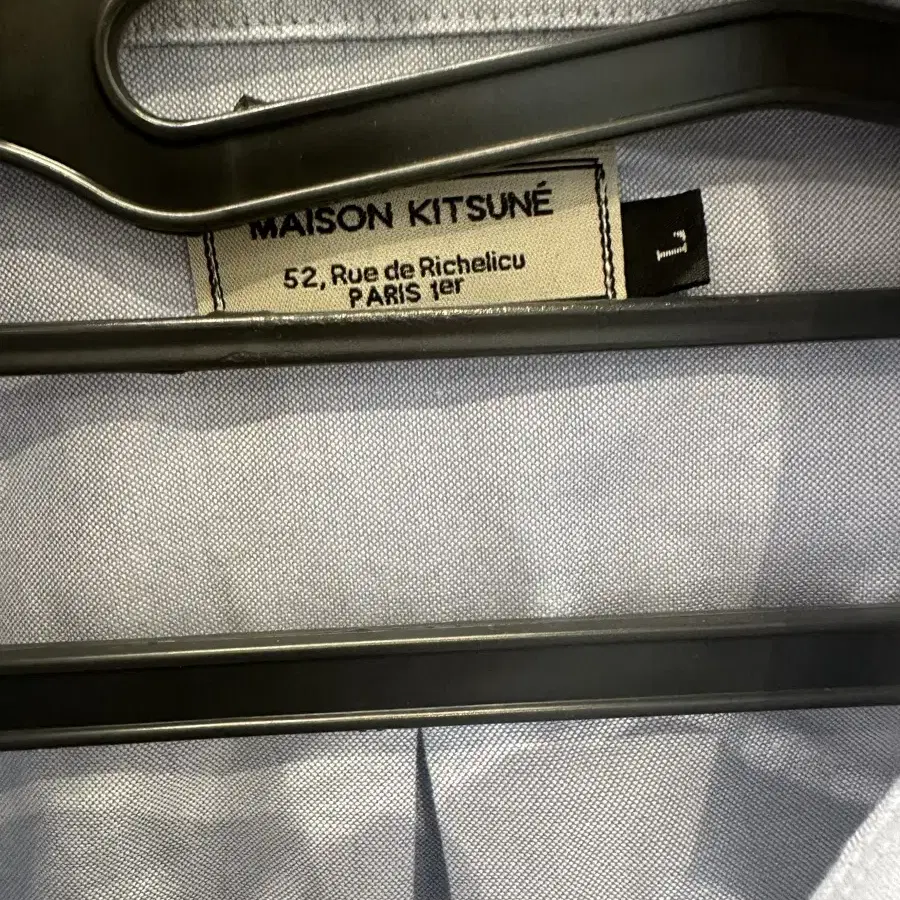 MAISON KITSUNÉ
52, Rue de Richelicu
PARIS 1er
L